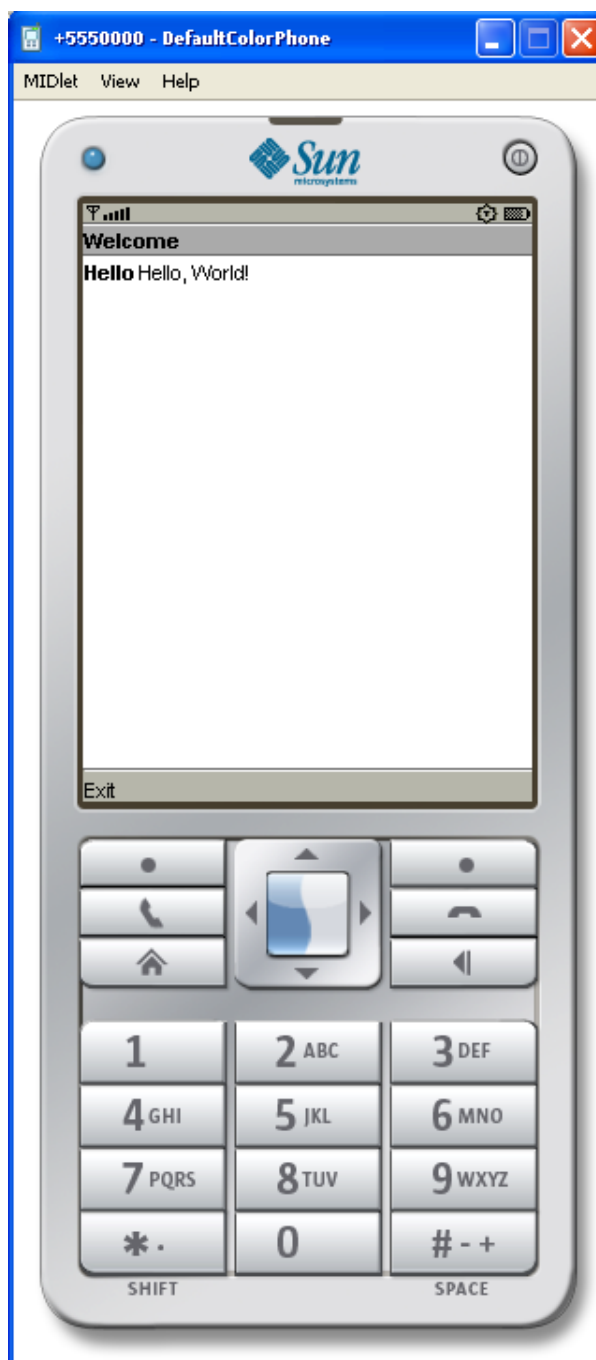 +5550000 - DefaultColorPhone
MIDlet View Help
Sun
microsystems
Welcome
Hello Hello, World!
Exit
1 2 ABC 3 DEF
4 GHI 5 JKL 6 MNO
7 PQRS 8 TUV 9 WXYZ
* . 0 # - +
SHIFT SPACE